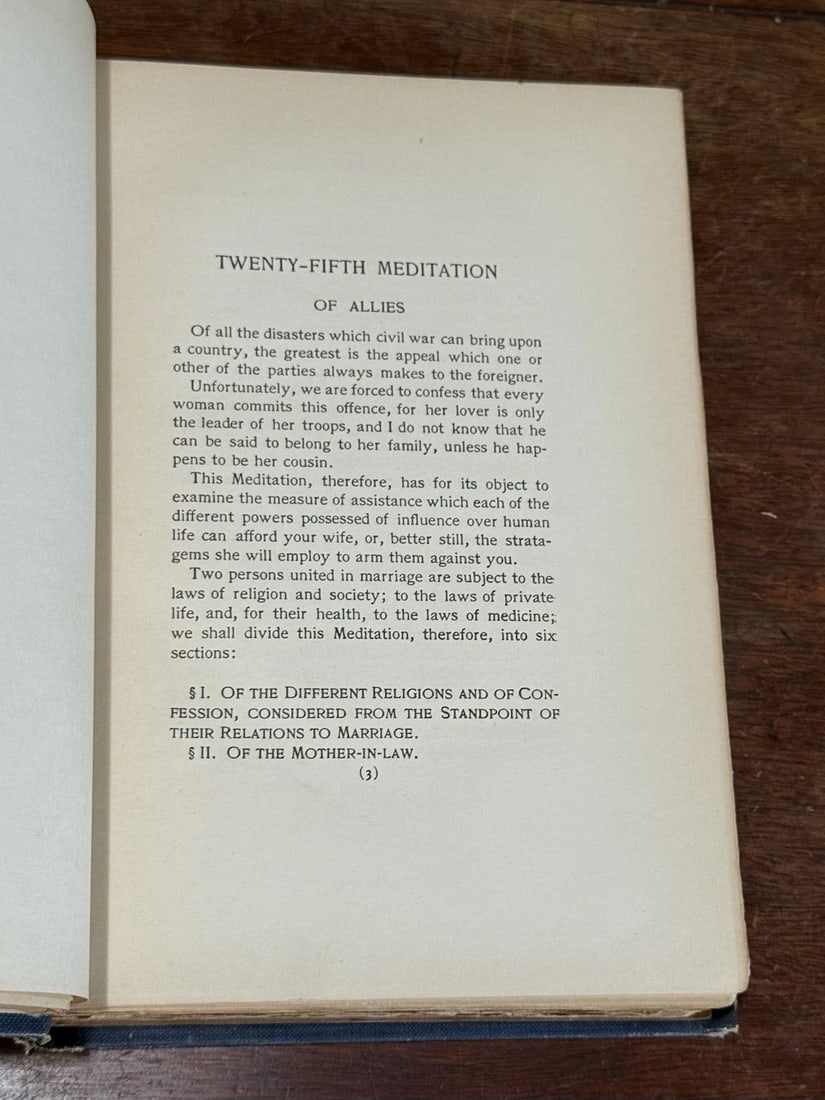 TWENTY-FIFTH MEDITATION
OF ALLIES
Of all the disasters which civil war can bring upon
a country, the greatest is the appeal which one or
other of the parties always makes to the foreigner.
Unfortunately, we are forced to confess that every
woman commits this offence, for her lover is only
the leader of her troops, and I do not know that he
can be said to belong to her family, unless he hap-
pens to be her cousin.
This Meditation, therefore, has for its object to
examine the measure of assistance which each of the
different powers possessed of influence over human
life can afford your wife, or, better still, the strata-
gems she will employ to arm them against you.
Two persons united in marriage are subject to the
laws of religion and society; to the laws of private
life, and, for their health, to the laws of medicine;
we shall divide this Meditation, therefore, into six
sections:
§ I. OF THE DIFFERENT RELIGIONS AND OF CON-
FESSION, CONSIDERED FROM THE STANDPOINT OF
THEIR RELATIONS TO MARRIAGE.
§ II. OF THE MOTHER-IN-LAW.
(3)